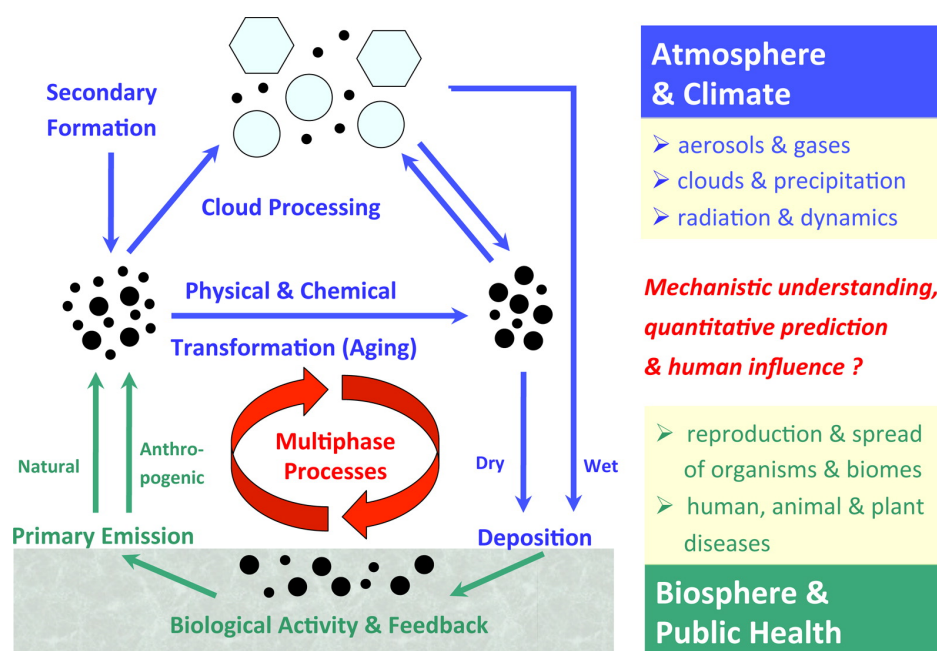 Secondary
Formation
Cloud Processing
Physical & Chemical
Transformation (Aging)
Multiphase
Processes
Natural
Anthro-
pogenic
Dry
Wet
Primary Emission
Deposition
Biological Activity & Feedback
Atmosphere
& Climate
➢ aerosols & gases
➢ clouds & precipitation
➢ radiation & dynamics
Mechanistic understanding,
quantitative prediction
& human influence ?
➢ reproduction & spread
of organisms & biomes
➢ human, animal & plant
diseases
Biosphere &
Public Health